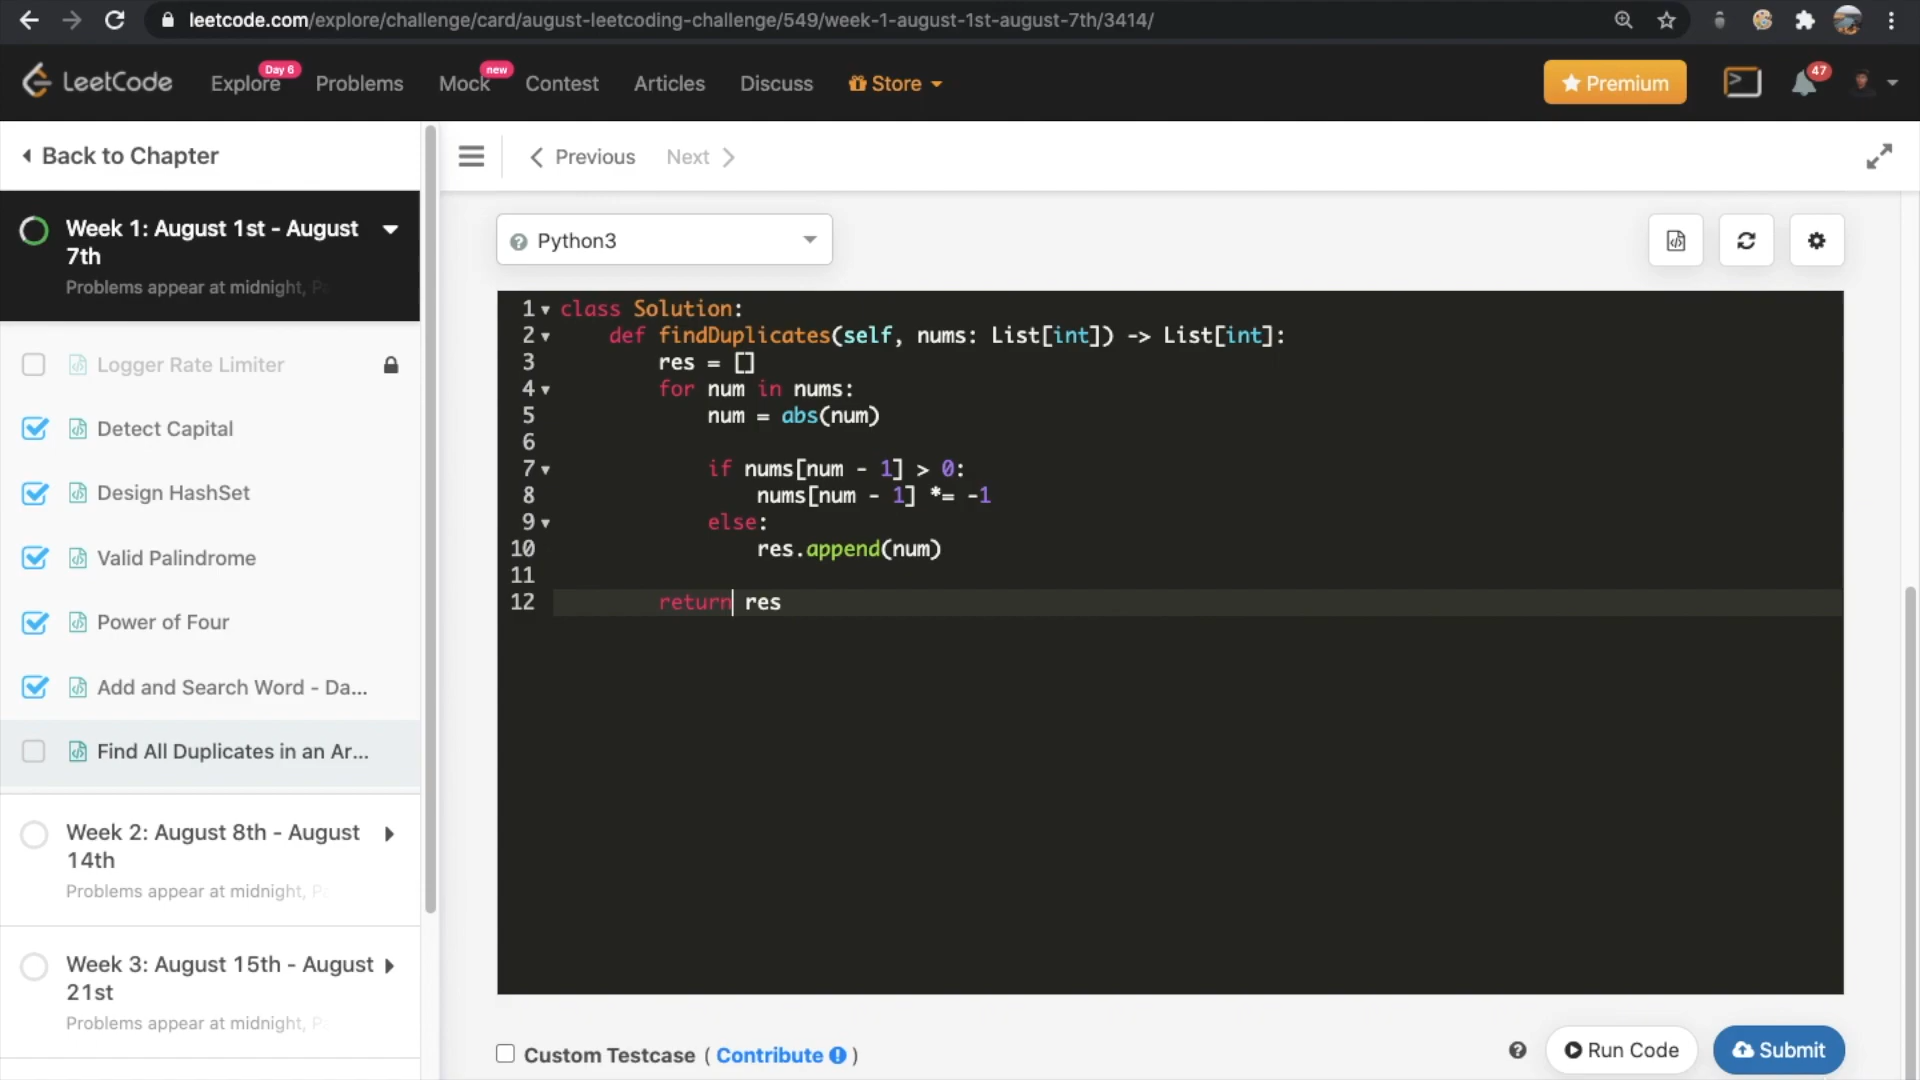 leetcode.com/explore/challenge/card/august-leetcoding-challenge/549/week-1-august-1st-august-7th/3414/
LeetCode
Explore
Day 6
Problems
Mock
new
Contest
Articles
Discuss
Store
Premium
47
Back to Chapter
Previous
Next
Week 1: August 1st - August
7th
Problems appear at midnight,
Logger Rate Limiter
Detect Capital
Design HashSet
Valid Palindrome
Power of Four
Add and Search Word - Da...
Find All Duplicates in an Ar...
Week 2: August 8th - August
14th
Problems appear at midnight,
Week 3: August 15th - August
21st
Problems appear at midnight,
Python3
1 class Solution:
2     def findDuplicates(self, nums: List[int]) -> List[int]:
3         res = []
4         for num in nums:
5             num = abs(num)
6
7             if nums[num - 1] > 0:
8                 nums[num - 1] *= -1
9             else:
10                 res.append(num)
11
12         return res
Custom Testcase ( Contribute )
Run Code
Submit